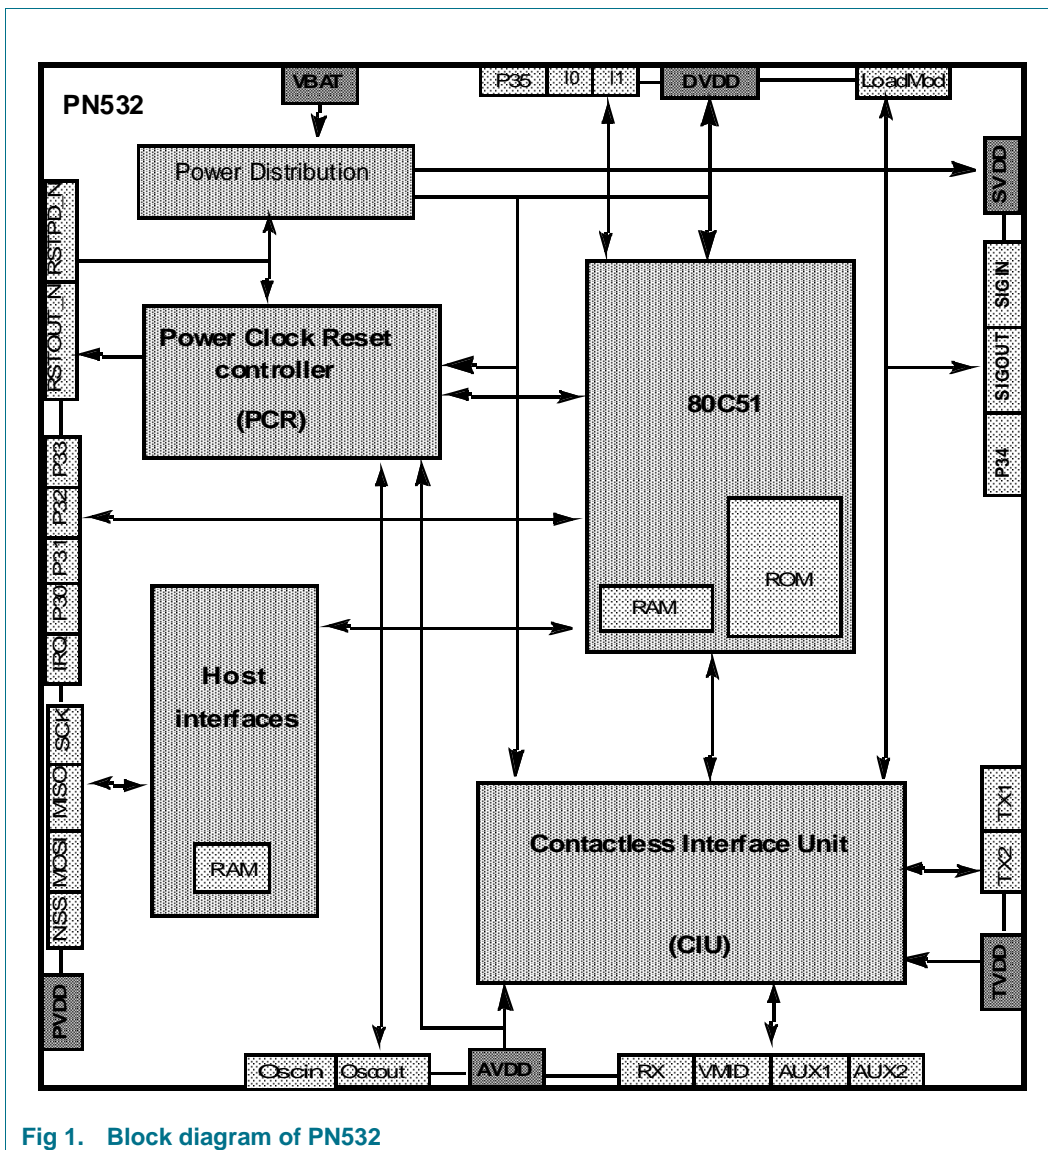 VBAT
P35 I0 I1 DVDD LoadMod
PN532
Power Distribution
SVDD
RSTPD_N
RSTOUT_N
SIGIN
SIGOUT
P34
Power Clock Reset
controller
(PCR)
80C51
P33
P32
P31
P30
IRQ
ROM
RAM
Host
interfaces
RAM
SCK
MISO
MOSI
NSS
PVDD
Contactless Interface Unit
(CIU)
TX1
TX2
TVDD
Oscin Oscout AVDD RX VMID AUX1 AUX2
Fig 1. Block diagram of PN532